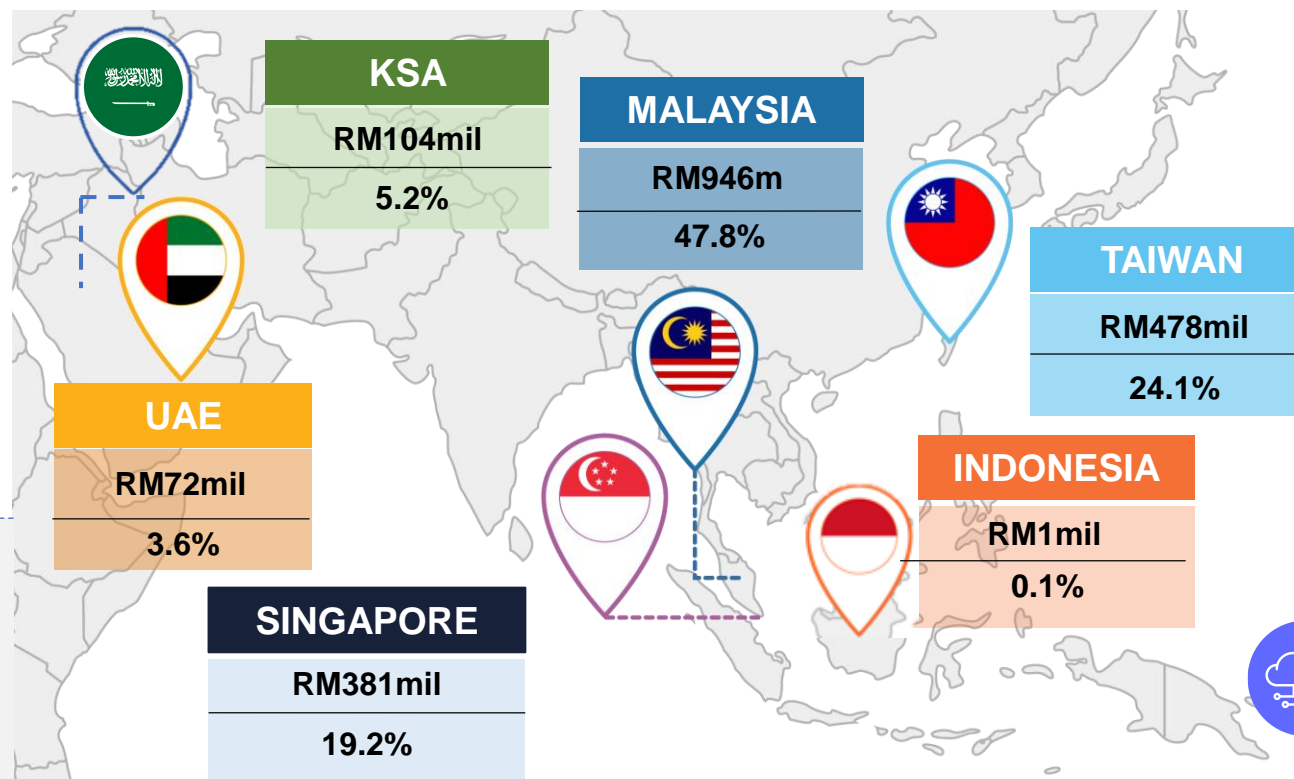 KSA
RM104mil
5.2%
MALAYSIA
RM946m
47.8%
TAIWAN
RM478mil
24.1%
UAE
RM72mil
3.6%
INDONESIA
RM1mil
0.1%
SINGAPORE
RM381mil
19.2%